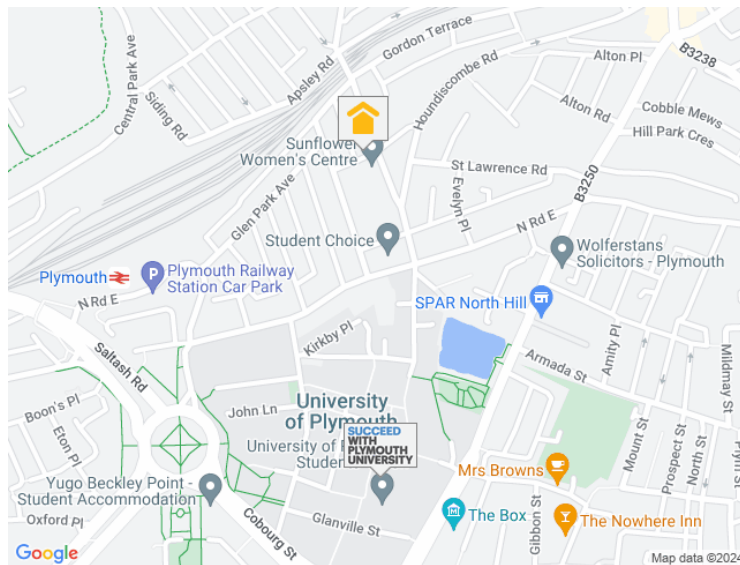 Gordon Terrace
Alton Pl
B3238
Central Park Ave
Siding Rd
Apsley Rd
Houndiscombe Rd
Alton Rd
Cobble Mews
Hill Park Cres
Sunflower
Women's Centre
St Lawrence Rd
Evelyn Pl
B3250
Glen Park Ave
N Rd E
Student Choice
Wolferstans
Solicitors - Plymouth
Plymouth
P
Plymouth Railway
Station Car Park
N Rd E
SPAR North Hill
Kirkby Pl
Saltash Rd
Armada St
Amity Pl
Mildmay St
Boon's Pl
Eton Pl
John Ln
University
of Plymouth
University of
Student
SUCCEED
WITH
PLYMOUTH
UNIVERSITY
Mount St
Prospect St
North St
Mrs Browns
Yugo Beckley Point -
Student Accommodation
Oxford Pl
Cobourg St
Glanville St
The Box
Gibbon St
The Nowhere Inn
Google
Map data ©2024